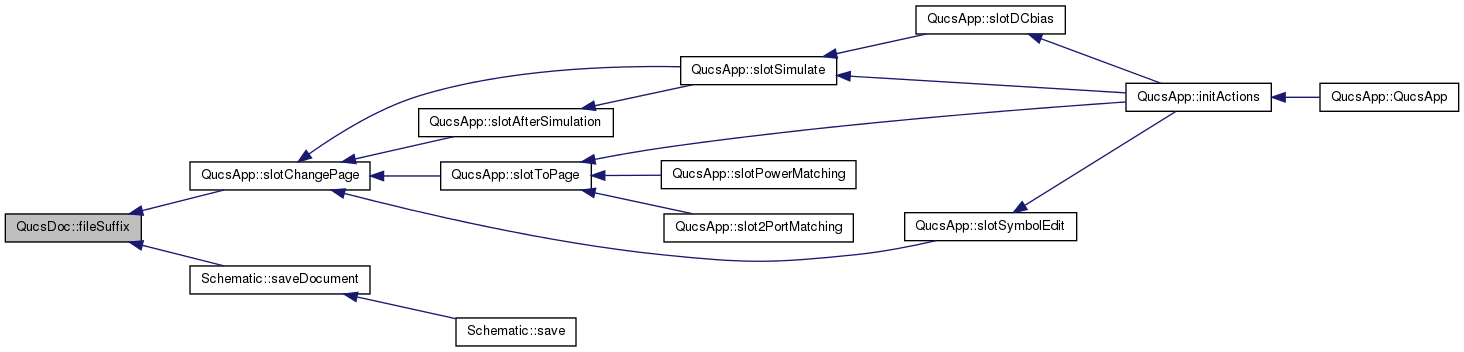 QucsApp::slotDCbias
QucsApp::slotSimulate
QucsApp::initActions
QucsApp::QucsApp
QucsApp::slotAfterSimulation
QucsApp::slotChangePage
QucsApp::slotToPage
QucsApp::slotPowerMatching
QucsDoc::fileSuffix
QucsApp::slot2PortMatching
QucsApp::slotSymbolEdit
Schematic::saveDocument
Schematic::save